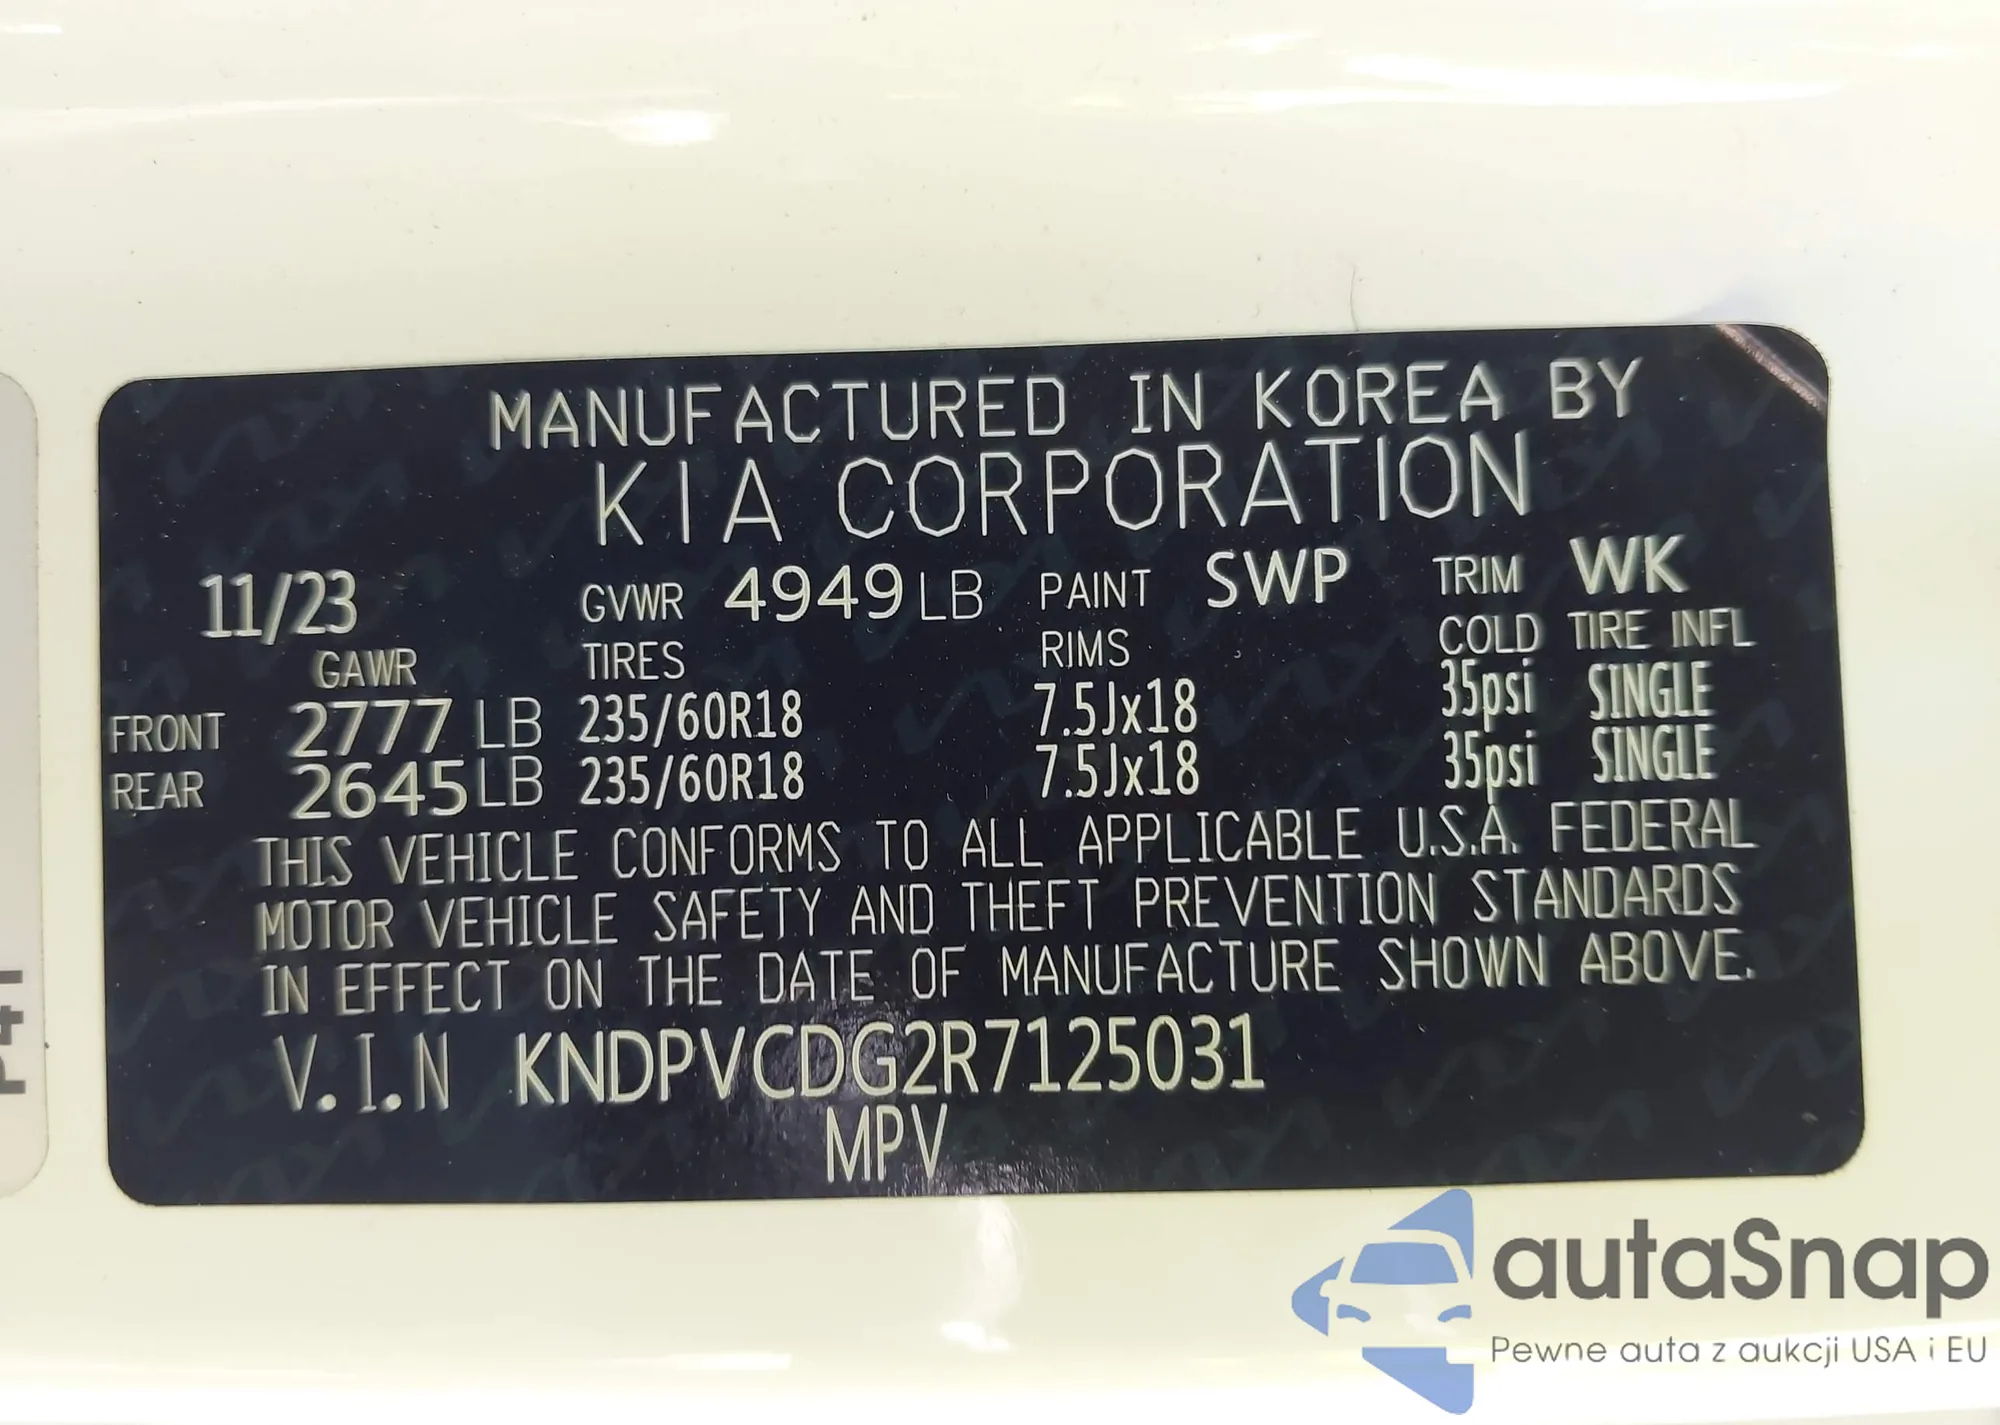 MANUFACTURED IN KOREA BY
KIA CORPORATION
11/23 GVWR 4949 LB PAINT SWP TRIM WK
GAWR TIRES RIMS COLD TIRE INFL
FRONT 2777 LB 235/60R18 7.5Jx18 35psi SINGLE
REAR 2645 LB 235/60R18 7.5Jx18 35psi SINGLE
THIS VEHICLE CONFORMS TO ALL APPLICABLE U.S.A. FEDERAL
MOTOR VEHICLE SAFETY AND THEFT PREVENTION STANDARDS
IN EFFECT ON THE DATE OF MANUFACTURE SHOWN ABOVE.
V.I.N KNDPVCDG2R7125031
MPV
autaSnap
Pewne auta z aukcji USA i EU